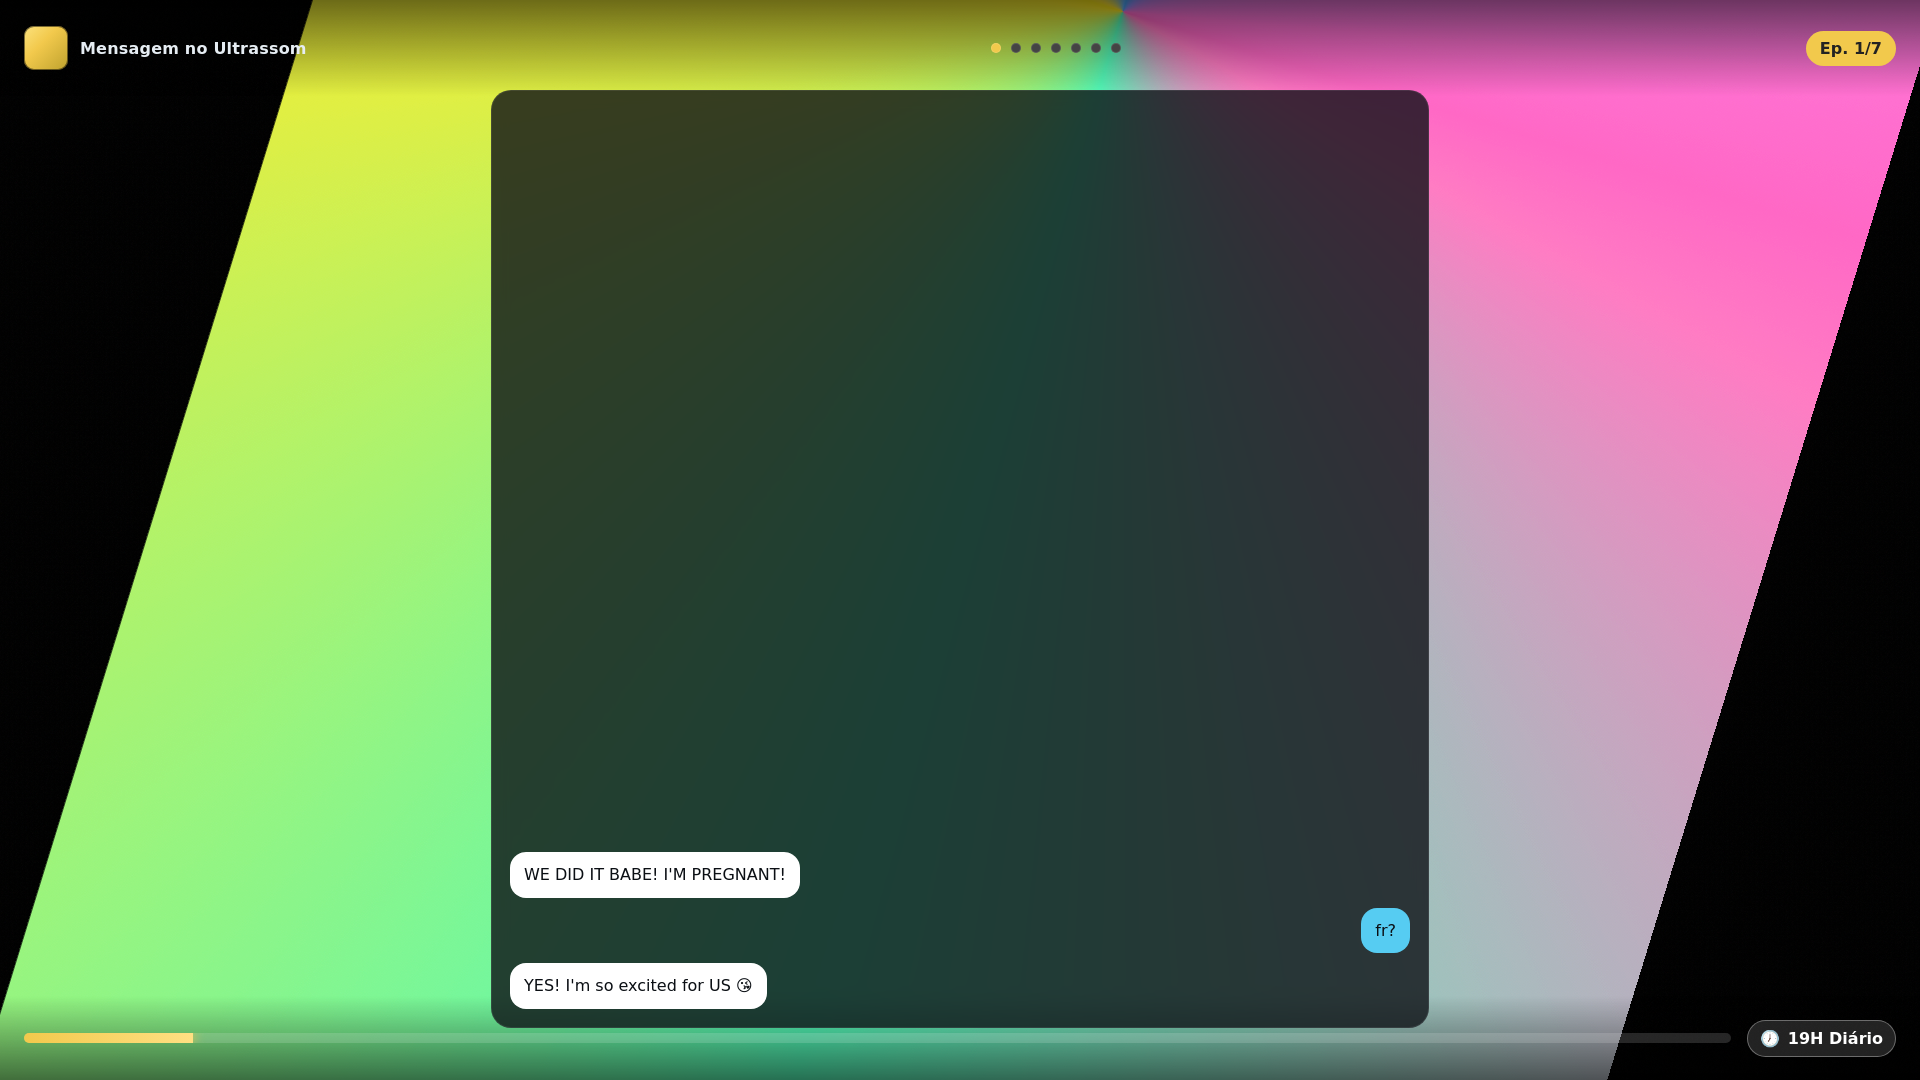 Mensagem no Ultrassom
Ep. 1/7
WE DID IT BABE! I'M PREGNANT!
fr?
YES! I'm so excited for US 😘
🕖 19H Diário